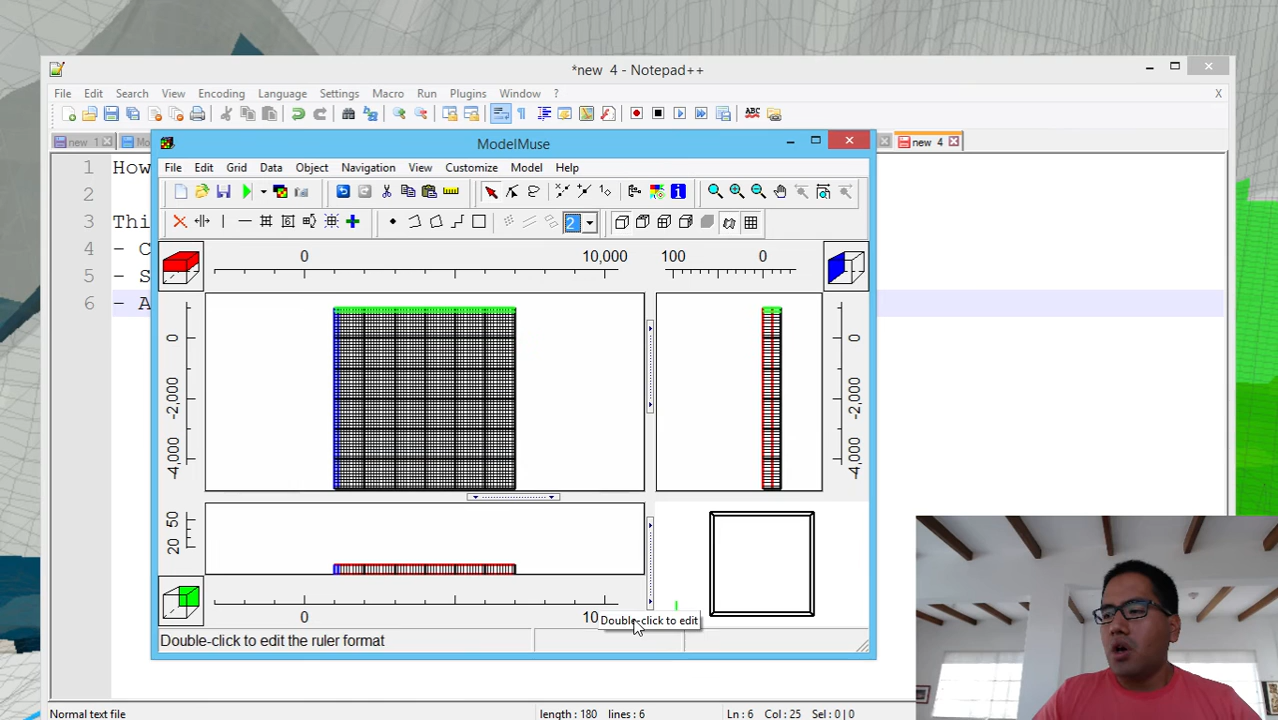 *new 4 - Notepad++
File Edit Search View Encoding Language Settings Macro Run Plugins Window ? X
ABC
new 1 new 4
ModelMuse
File Edit Grid Data Object Navigation View Customize Model Help
2
1 How
2
3 Thi
4 - C
5 - S
6 - A
0 10,000 100 0
0 -2,000 -4,000
0 -2,000 -4,000
50 20
0 10
Double-click to edit
Double-click to edit the ruler format
Normal text file length : 180 lines : 6 Ln : 6 Col : 25 Sel : 0 | 0